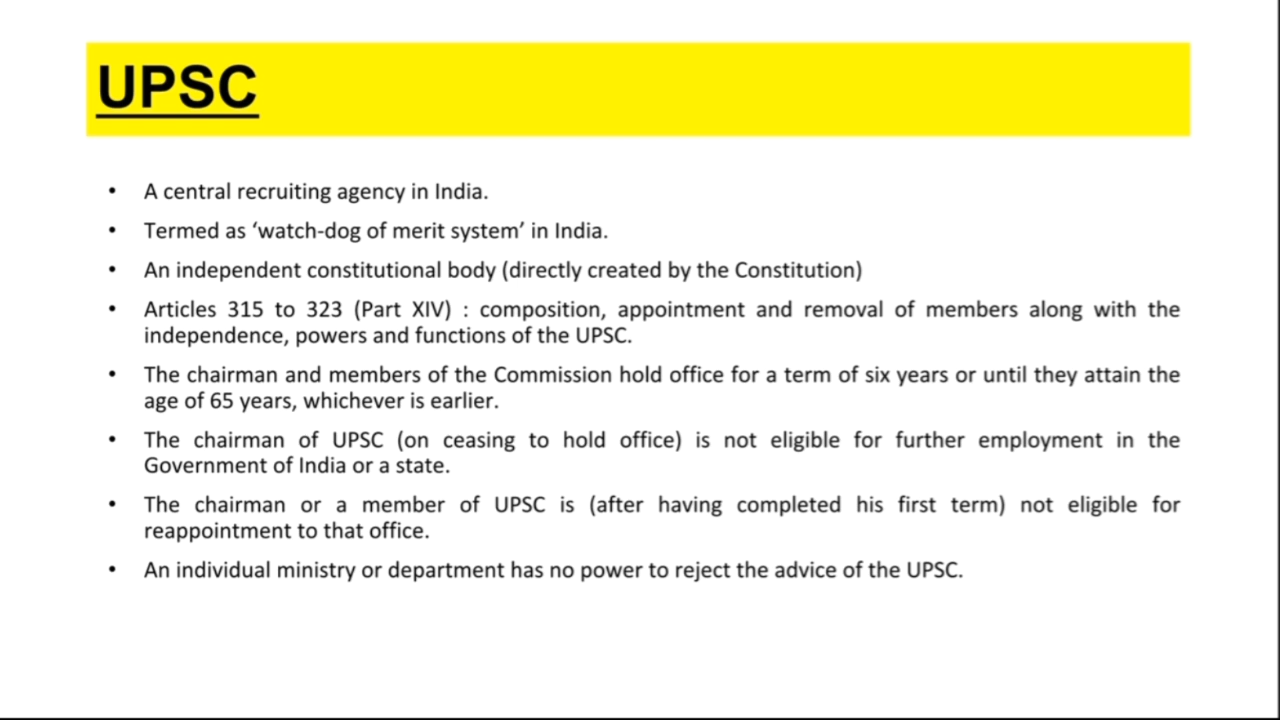 UPSC
• A central recruiting agency in India.
• Termed as ‘watch-dog of merit system’ in India.
• An independent constitutional body (directly created by the Constitution)
• Articles 315 to 323 (Part XIV) : composition, appointment and removal of members along with the
independence, powers and functions of the UPSC.
• The chairman and members of the Commission hold office for a term of six years or until they attain the
age of 65 years, whichever is earlier.
• The chairman of UPSC (on ceasing to hold office) is not eligible for further employment in the
Government of India or a state.
• The chairman or a member of UPSC is (after having completed his first term) not eligible for
reappointment to that office.
• An individual ministry or department has no power to reject the advice of the UPSC.